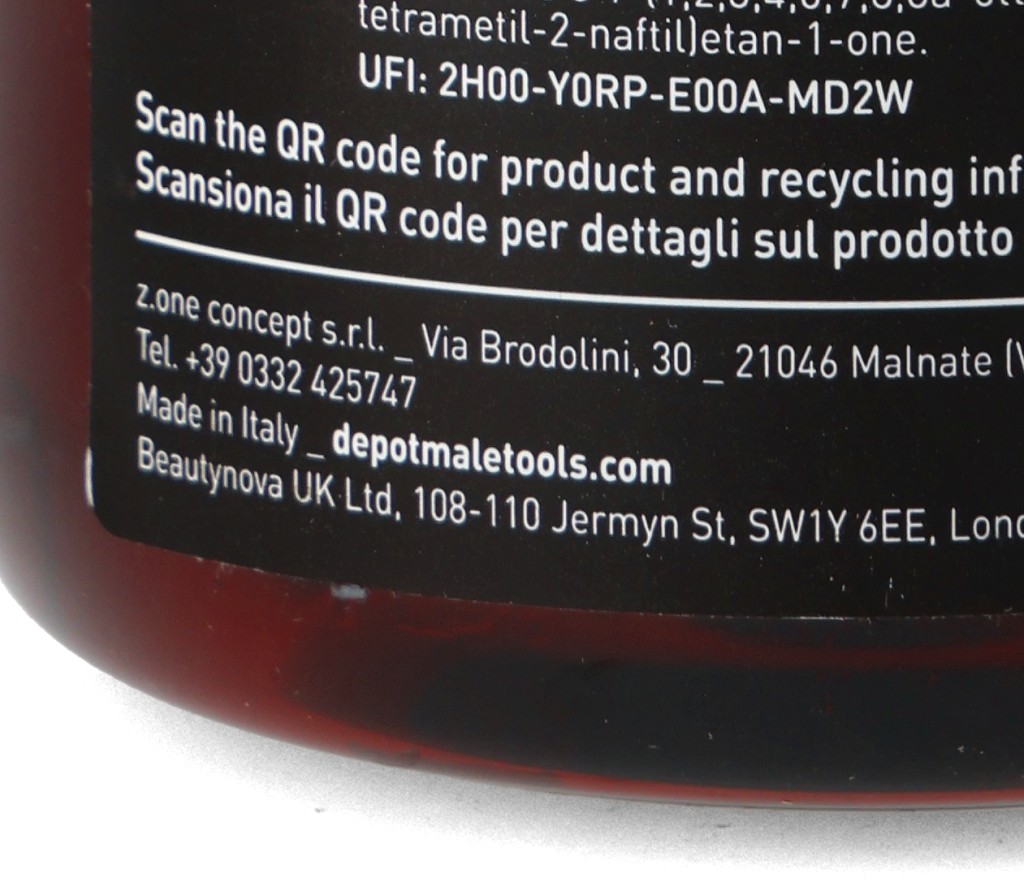 tetrametil-2-naftil)etan-1-one.
UFI: 2H00-Y0RP-E00A-MD2W
Scan the QR code for product and recycling
Scansiona il QR code per dettagli sul prodotto
z.one concept s.r.l. _ Via Brodolini, 30 _ 21046 Malnate
Tel. +39 0332 425747
Made in Italy _ depotmaletools.com
Beautynova UK Ltd, 108-110 Jermyn St, SW1Y 6EE,